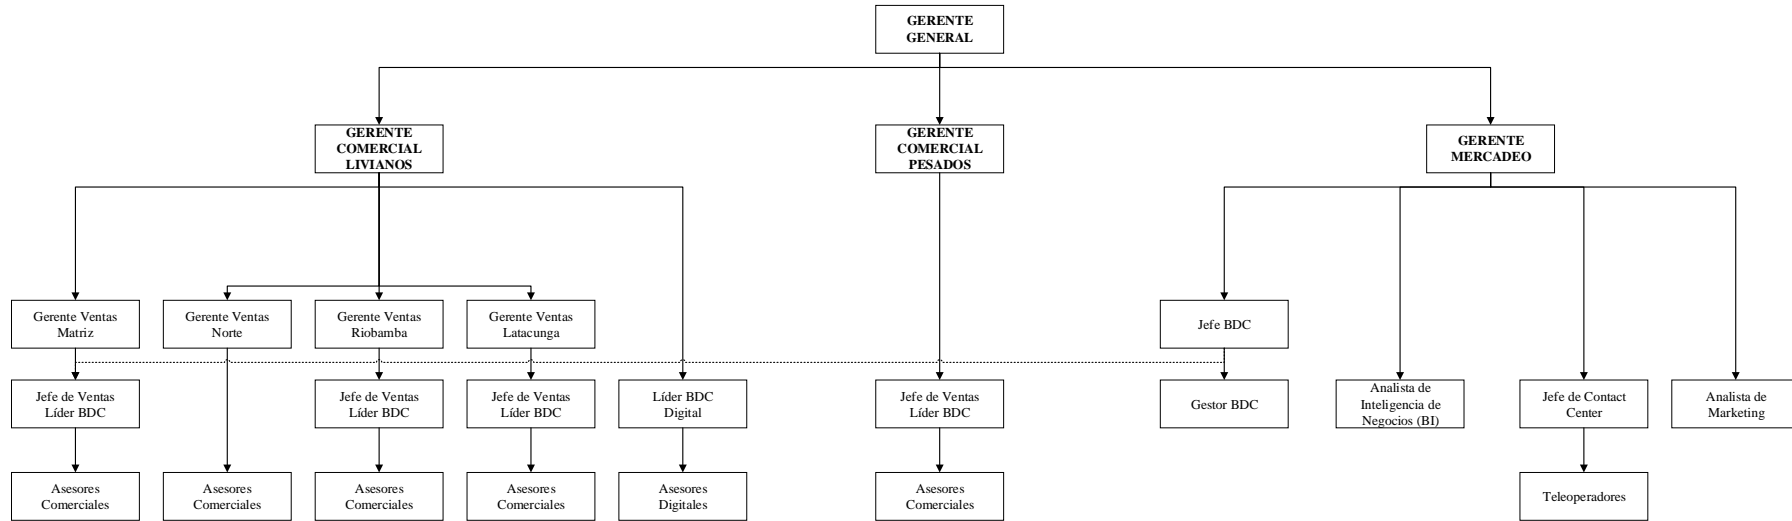 GERENTE
GENERAL
GERENTE
COMERCIAL
LIVIANOS
GERENTE
COMERCIAL
PESADOS
GERENTE
MERCADEO
Gerente Ventas
Matriz
Gerente Ventas
Norte
Gerente Ventas
Riobamba
Gerente Ventas
Latacunga
Jefe BDC
Jefe de Ventas
Líder BDC
Jefe de Ventas
Líder BDC
Jefe de Ventas
Líder BDC
Líder BDC
Digital
Jefe de Ventas
Líder BDC
Gestor BDC
Analista de
Inteligencia de
Negocios (BI)
Jefe de Contact
Center
Analista de
Marketing
Asesores
Comerciales
Asesores
Comerciales
Asesores
Comerciales
Asesores
Comerciales
Asesores
Digitales
Asesores
Comerciales
Teleoperadores